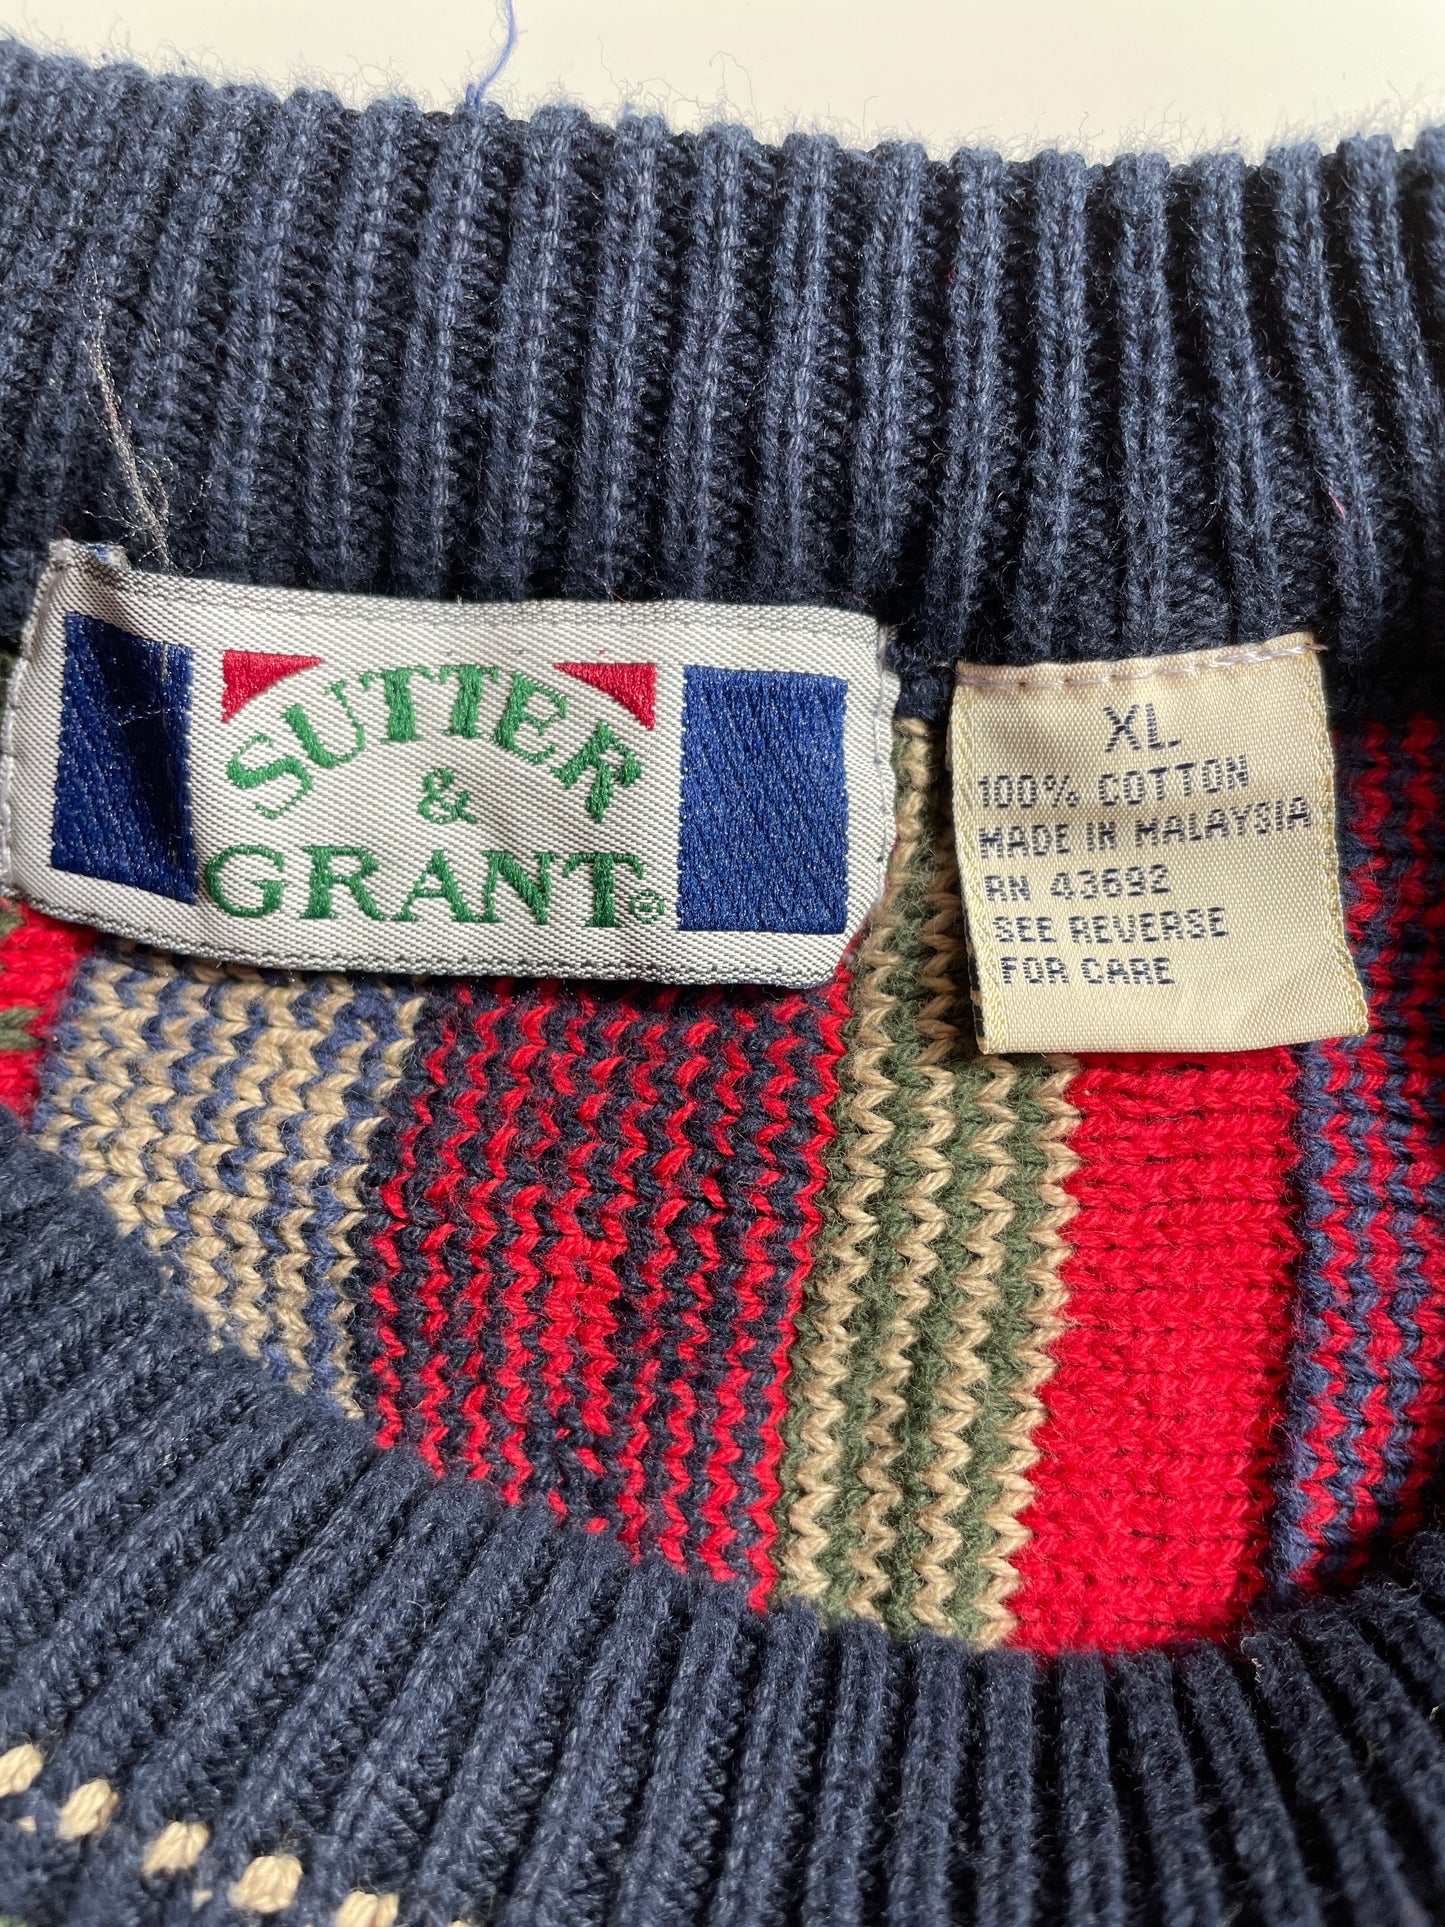 SUTTER
&
GRANT®
XL
100% COTTON
MADE IN MALAYSIA
RN 43692
SEE REVERSE
FOR CARE